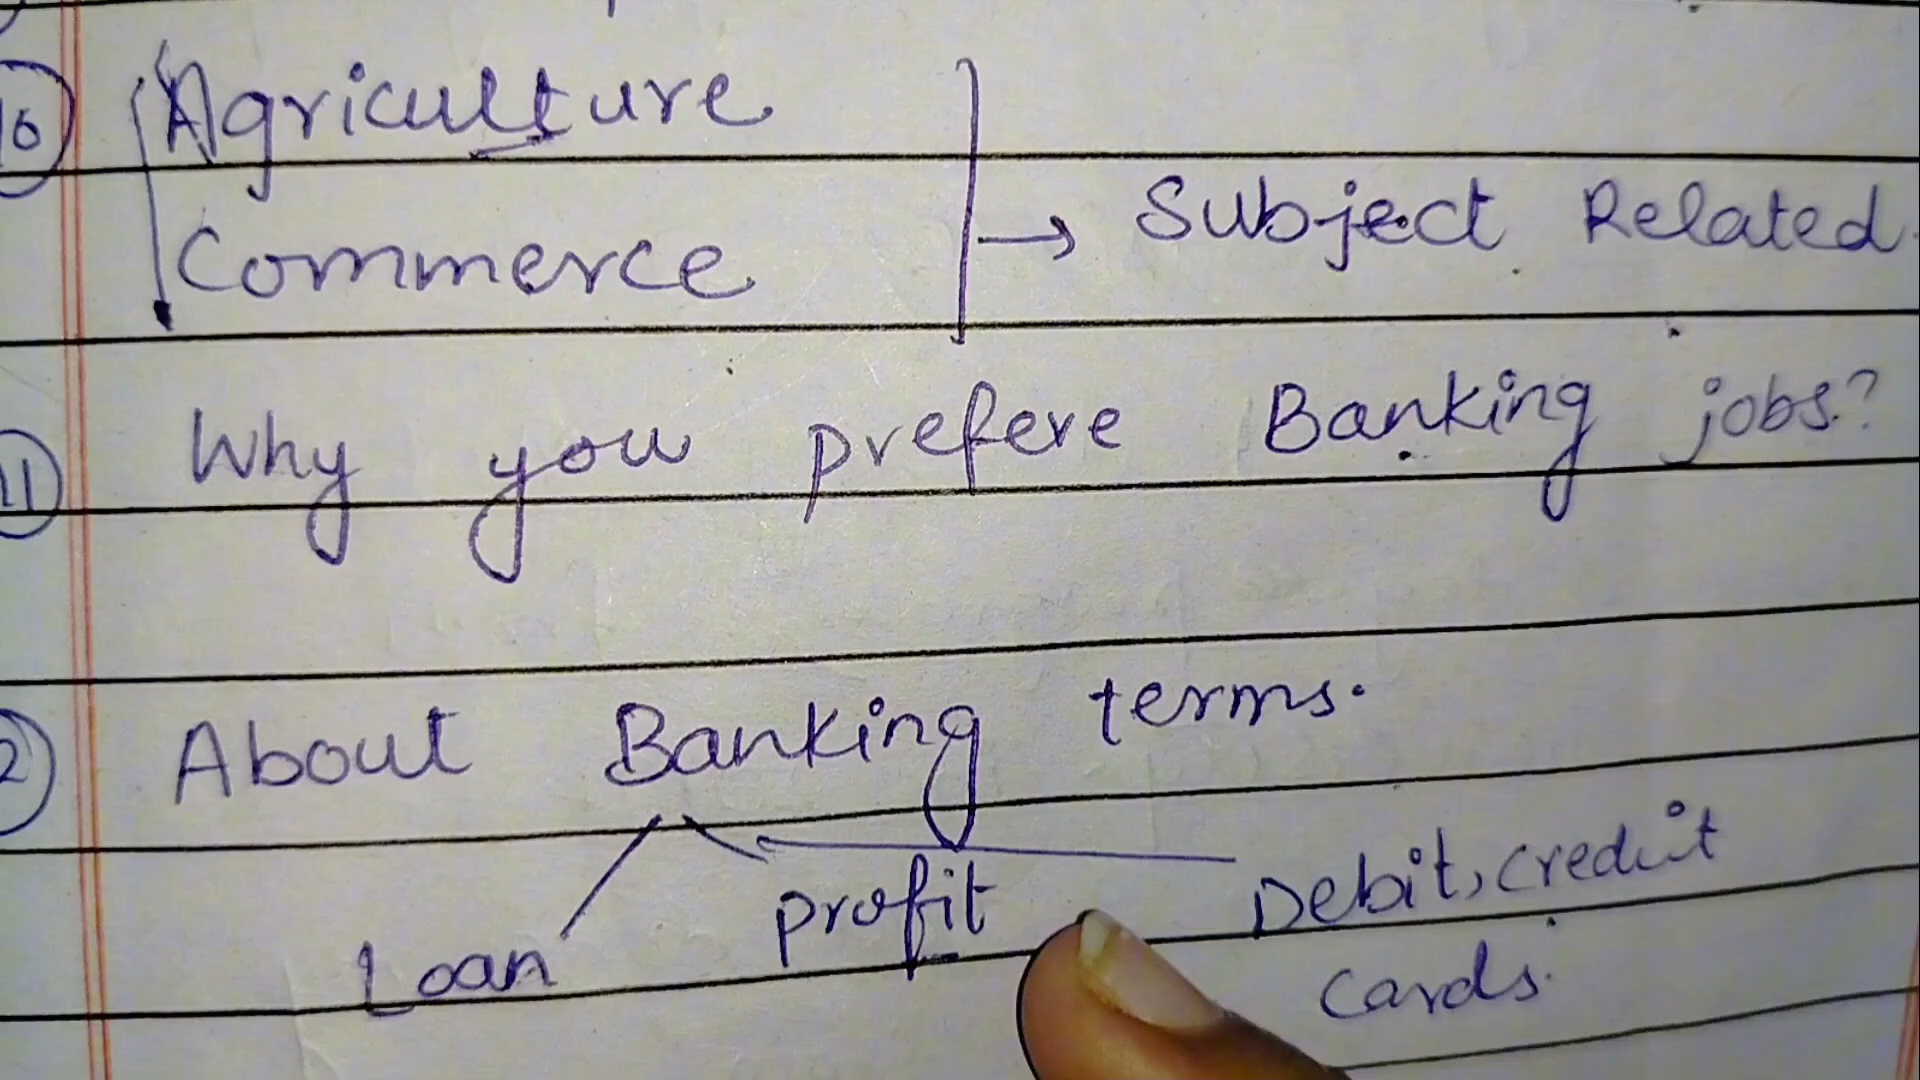 10 Agriculture
Commerce → Subject Related.
11 Why you prefere Banking jobs?
2 About Banking terms.
Loan profit Debit, credit
cards.